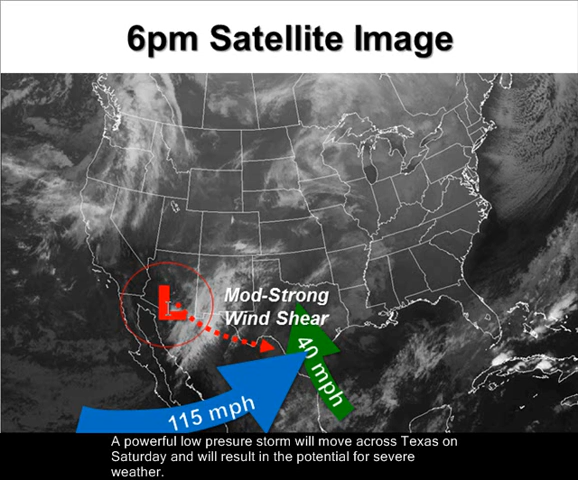 6pm Satellite Image
L
Mod-Strong
Wind Shear
40 mph
115 mph
A powerful low presure storm will move across Texas on
Saturday and will result in the potential for severe
weather.